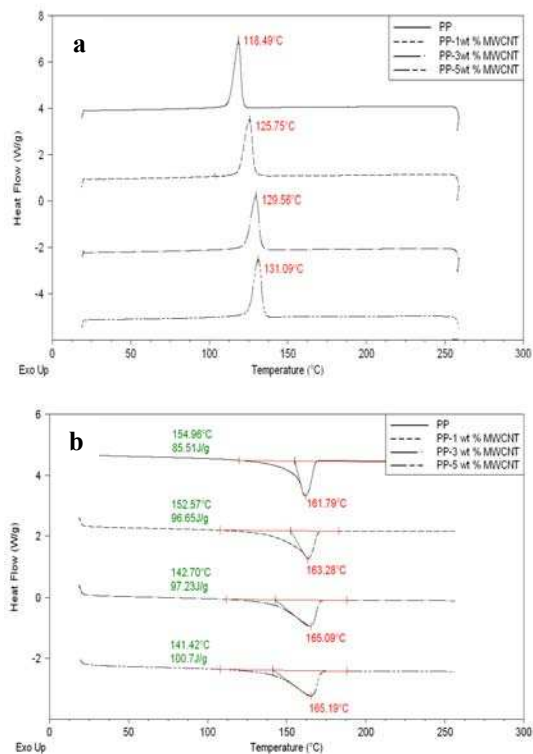 a
8
6
4
2
0
-2
-4
Heat Flow (W/g)
118.49°C
125.75°C
129.56°C
131.09°C
PP
PP-1wt % MWCNT
PP-3wt % MWCNT
PP-5wt % MWCNT
0 50 100 150 200 250 300
Exo Up
Temperature (°C)
b
6
4
2
0
-2
Heat Flow (W/g)
154.96°C
85.51J/g
161.79°C
152.57°C
96.65J/g
163.28°C
142.70°C
97.23J/g
165.09°C
141.42°C
100.7J/g
165.19°C
PP
PP-1 wt % MWCNT
PP-3 wt % MWCNT
PP-5 wt % MWCNT
0 50 100 150 200 250 300
Exo Up
Temperature (°C)